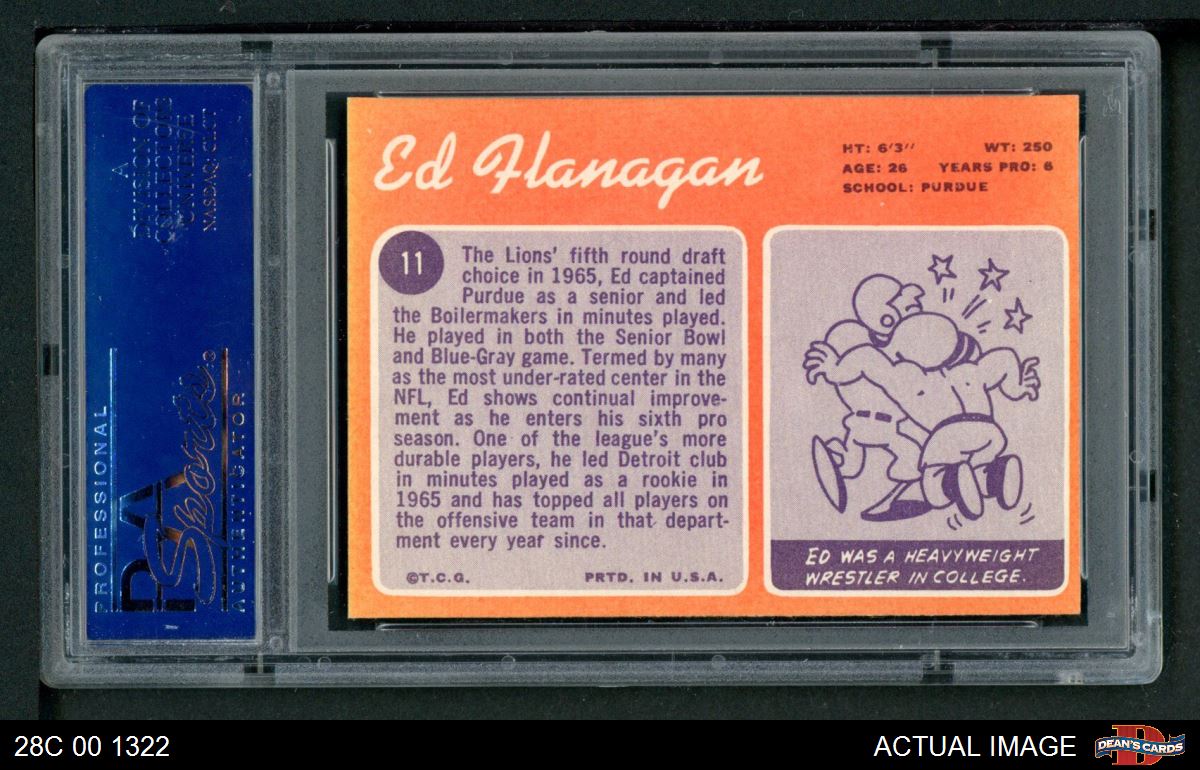 A
DIVISION OF
COLLECTORS
UNIVERSE
NASDAQ: CLCT
PROFESSIONAL
PSA
Sports
AUTHENTICATOR
Ed Flanagan
HT: 6'3" WT: 250
AGE: 26 YEARS PRO: 6
SCHOOL: PURDUE
11
The Lions' fifth round draft
choice in 1965, Ed captained
Purdue as a senior and led
the Boilermakers in minutes played.
He played in both the Senior Bowl
and Blue-Gray game. Termed by many
as the most under-rated center in the
NFL, Ed shows continual improve-
ment as he enters his sixth pro
season. One of the league's more
durable players, he led Detroit club
in minutes played as a rookie in
1965 and has topped all players on
the offensive team in that depart-
ment every year since.
©T.C.G. PRTD. IN U.S.A.
ED WAS A HEAVYWEIGHT
WRESTLER IN COLLEGE.
28C 00 1322
ACTUAL IMAGE
D
DEAN'S CARDS